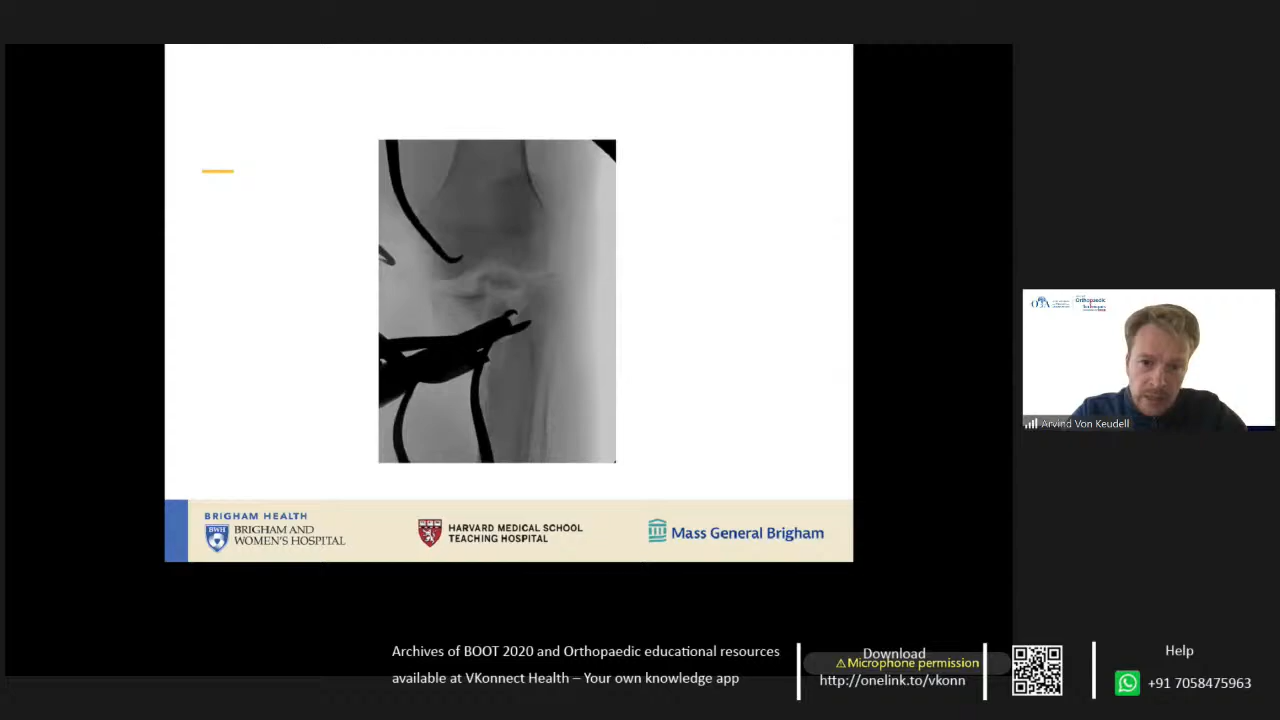 BRIGHAM HEALTH
BWH
BRIGHAM AND
WOMEN'S HOSPITAL
HARVARD MEDICAL SCHOOL
TEACHING HOSPITAL
Mass General Brigham
Arvind Von Keudell
Archives of BOOT 2020 and Orthopaedic educational resources
available at VKonnect Health – Your own knowledge app
Download
⚠Microphone permission
http://onelink.to/vkonn
Help
+91 7058475963